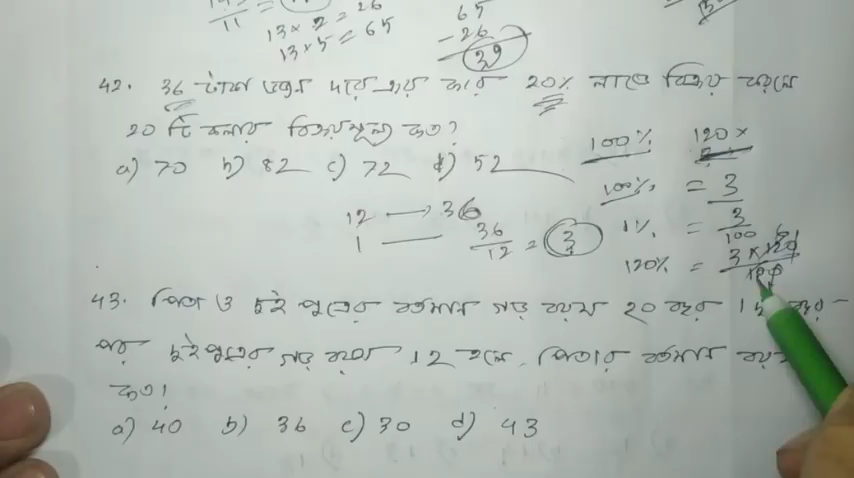 11
13 × 2 = 26
13 × 5 = 65
65
- 26
39
42. 36 টাকা ডজন দরে ক্রয় করে 20% লাভে বিক্রয় করলে
20 টি কলার বিক্রয়মূল্য কত?
a) 70 b) 82 c) 72 d) 52
100% 120 ×
100% = 3
1% = 3/100
120% = 3 × 120/100
12 → 36
1 — 36/12 = 3
43. পিতা ও দুই পুত্রের বর্তমান গড় বয়স 20 বছর
পর দুই পুত্রের গড় বয়স 12 হলে, পিতার বর্তমান বয়স
কত।
a) 40 b) 36 c) 30 d) 43